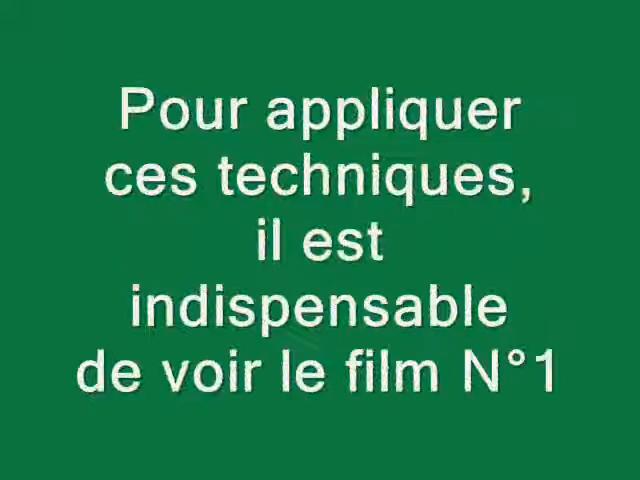 Pour appliquer
ces techniques,
il est
indispensable
de voir le film N°1